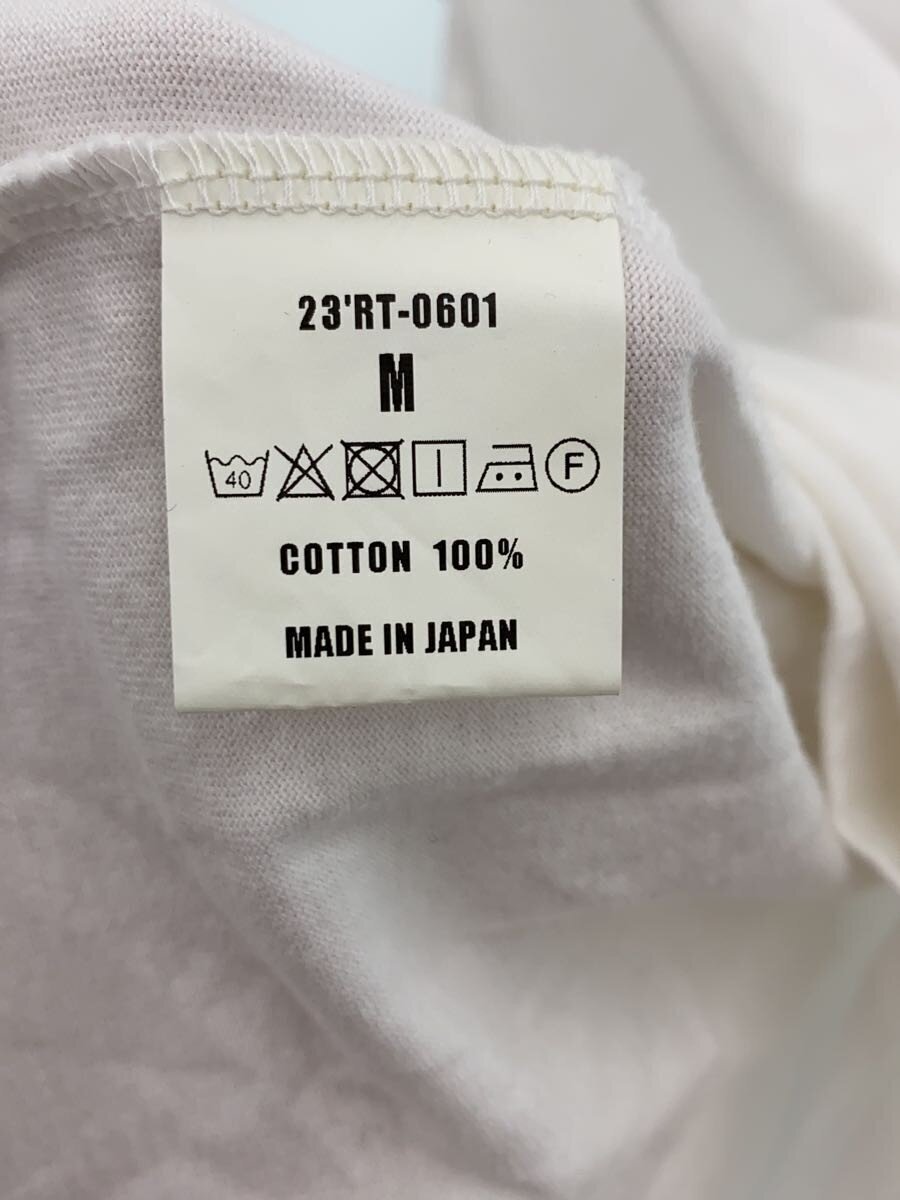 23'RT-0601
M
40 F
COTTON 100%
MADE IN JAPAN